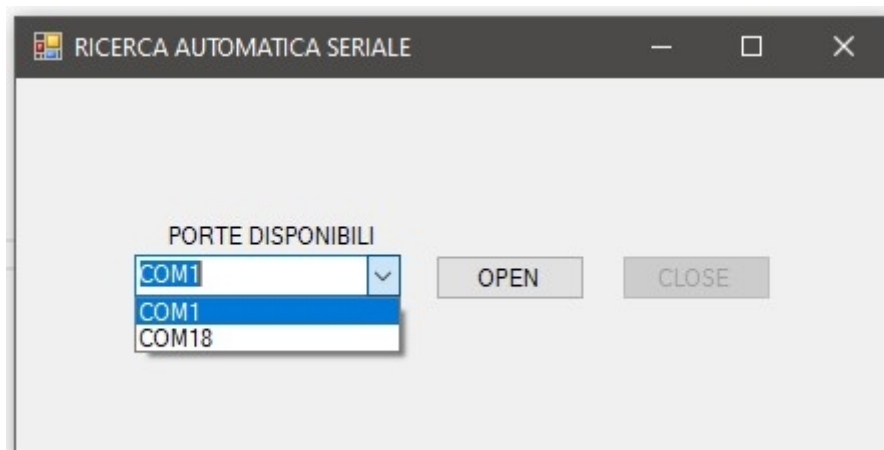 RICERCA AUTOMATICA SERIALE
PORTE DISPONIBILI
COM1
OPEN
CLOSE
COM1
COM18